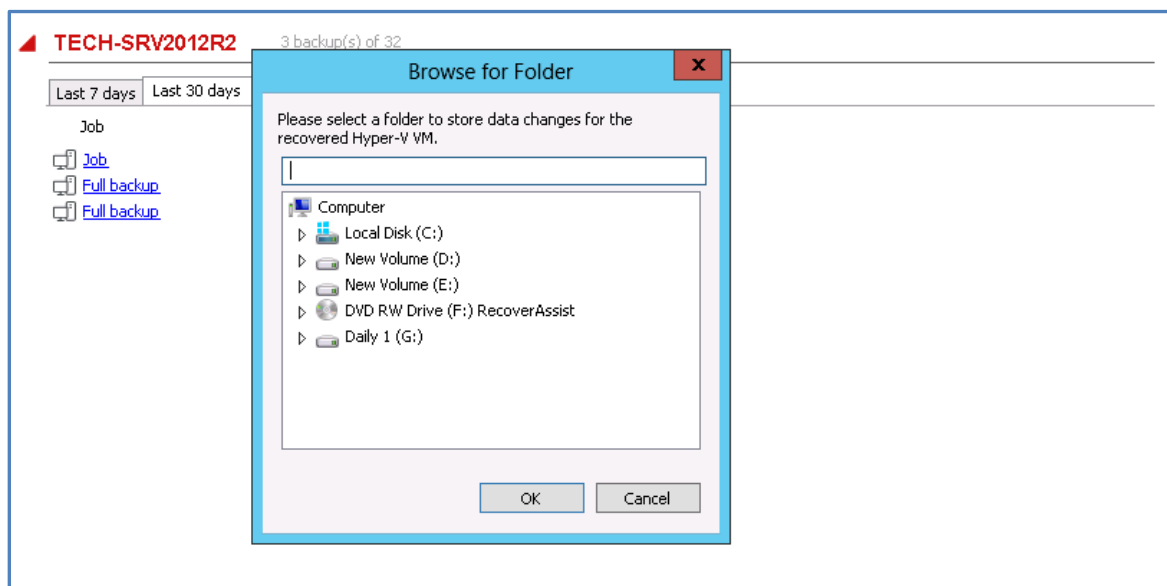 TECH-SRV2012R2 3 backup(s) of 32
Browse for Folder
x
Last 7 days Last 30 days
Please select a folder to store data changes for the
recovered Hyper-V VM.
Job
Job
Full backup
Full backup
Computer
Local Disk (C:)
New Volume (D:)
New Volume (E:)
DVD RW Drive (F:) RecoverAssist
Daily 1 (G:)
OK Cancel